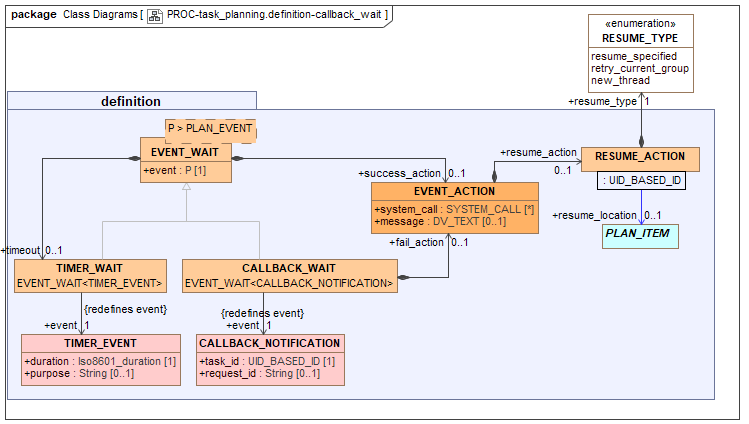 package Class Diagrams [ PROC-task_planning.definition-callback_wait ]
«enumeration»
RESUME_TYPE
resume_specified
retry_current_group
new_thread
definition
+resume_type 1
P > PLAN_EVENT
EVENT_WAIT
+event : P [1]
+success_action 0..1
+resume_action
0..1
RESUME_ACTION
: UID_BASED_ID
EVENT_ACTION
+system_call : SYSTEM_CALL [*]
+message : DV_TEXT [0..1]
+resume_location 0..1
PLAN_ITEM
+fail_action 0..1
+timeout 0..1
TIMER_WAIT
EVENT_WAIT<TIMER_EVENT>
CALLBACK_WAIT
EVENT_WAIT<CALLBACK_NOTIFICATION>
{redefines event}
+event 1
{redefines event}
+event 1
TIMER_EVENT
+duration : Iso8601_duration [1]
+purpose : String [0..1]
CALLBACK_NOTIFICATION
+task_id : UID_BASED_ID [1]
+request_id : String [0..1]